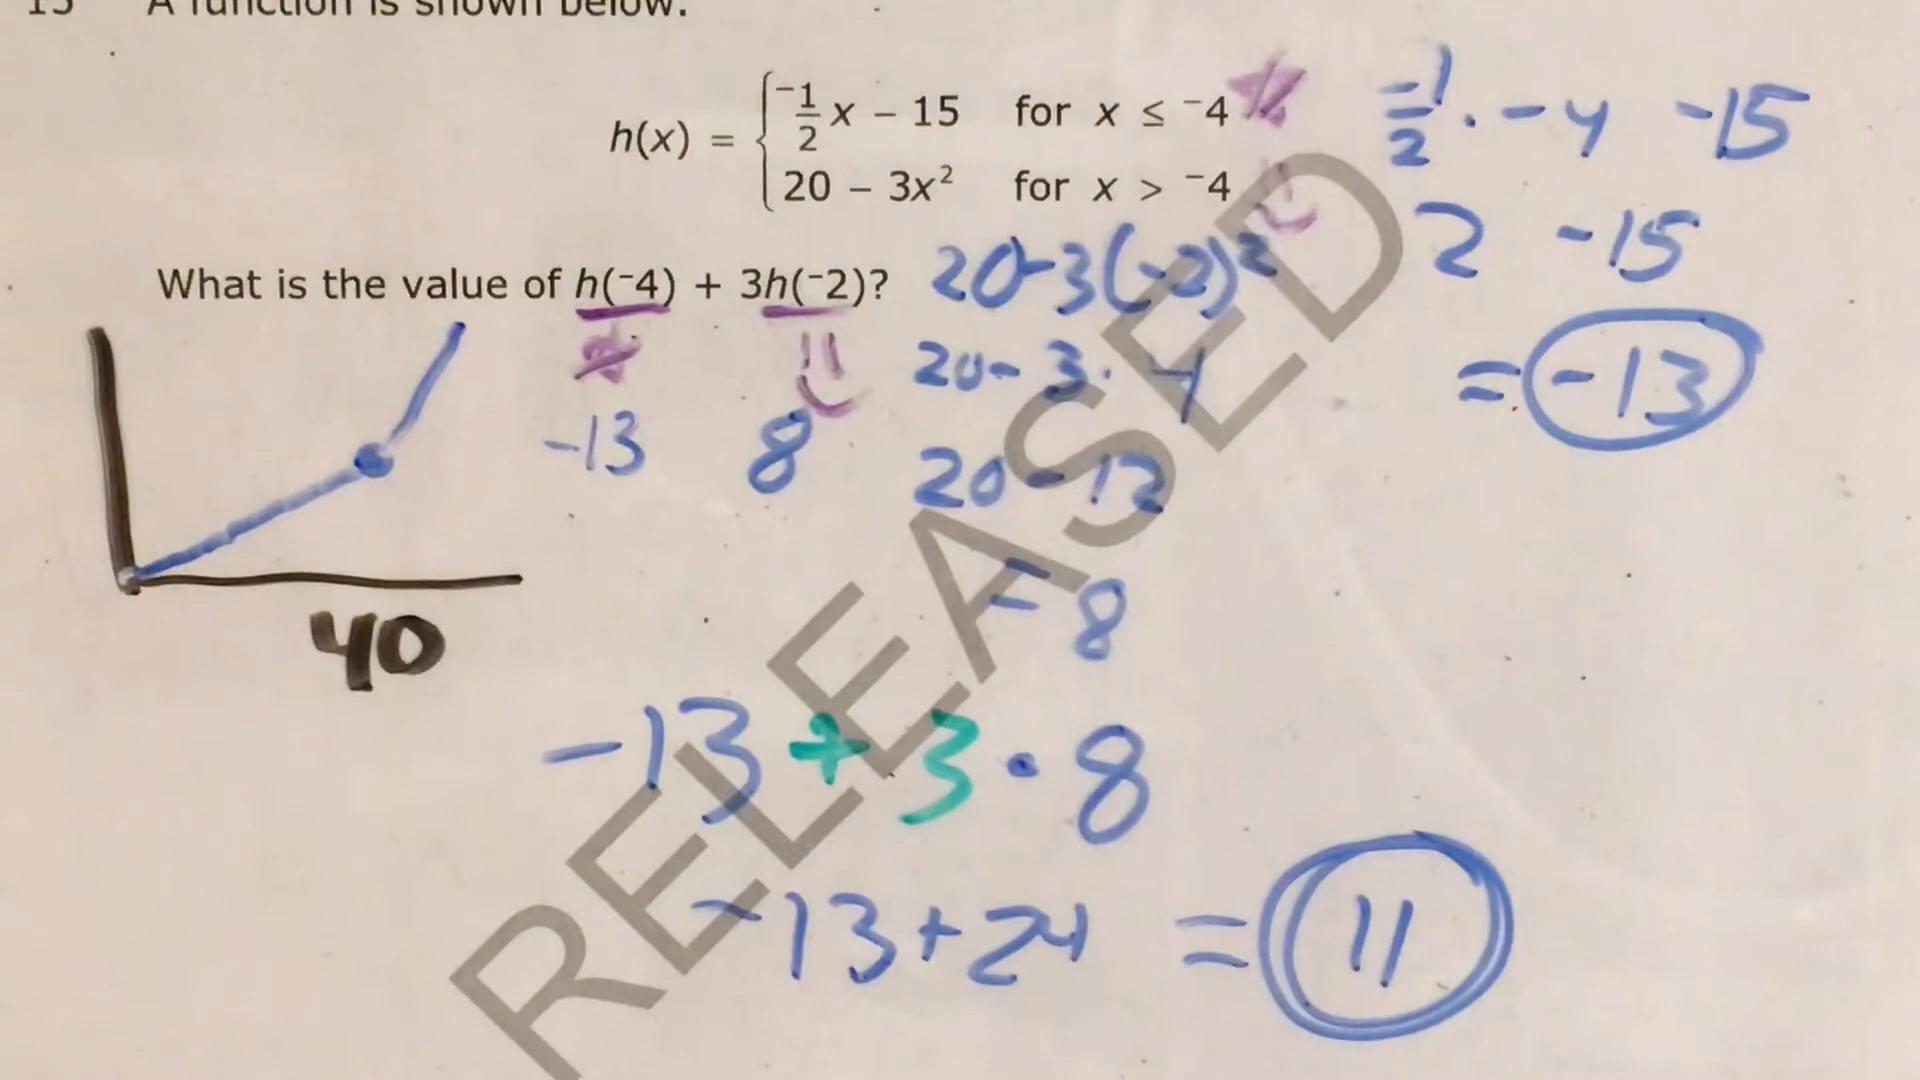 15 A function is shown below.
h(x) = { ⁻1/2 x – 15 for x ≤ ⁻4
20 – 3x² for x > ⁻4
What is the value of h(⁻4) + 3h(⁻2)?
-1/2 · -4 -15
2 -15
= -13
20-3(-2)²
20-3·4
20-12
= 8
-13 8
40
-13 + 3 · 8
-13+24 = 11
RELEASED